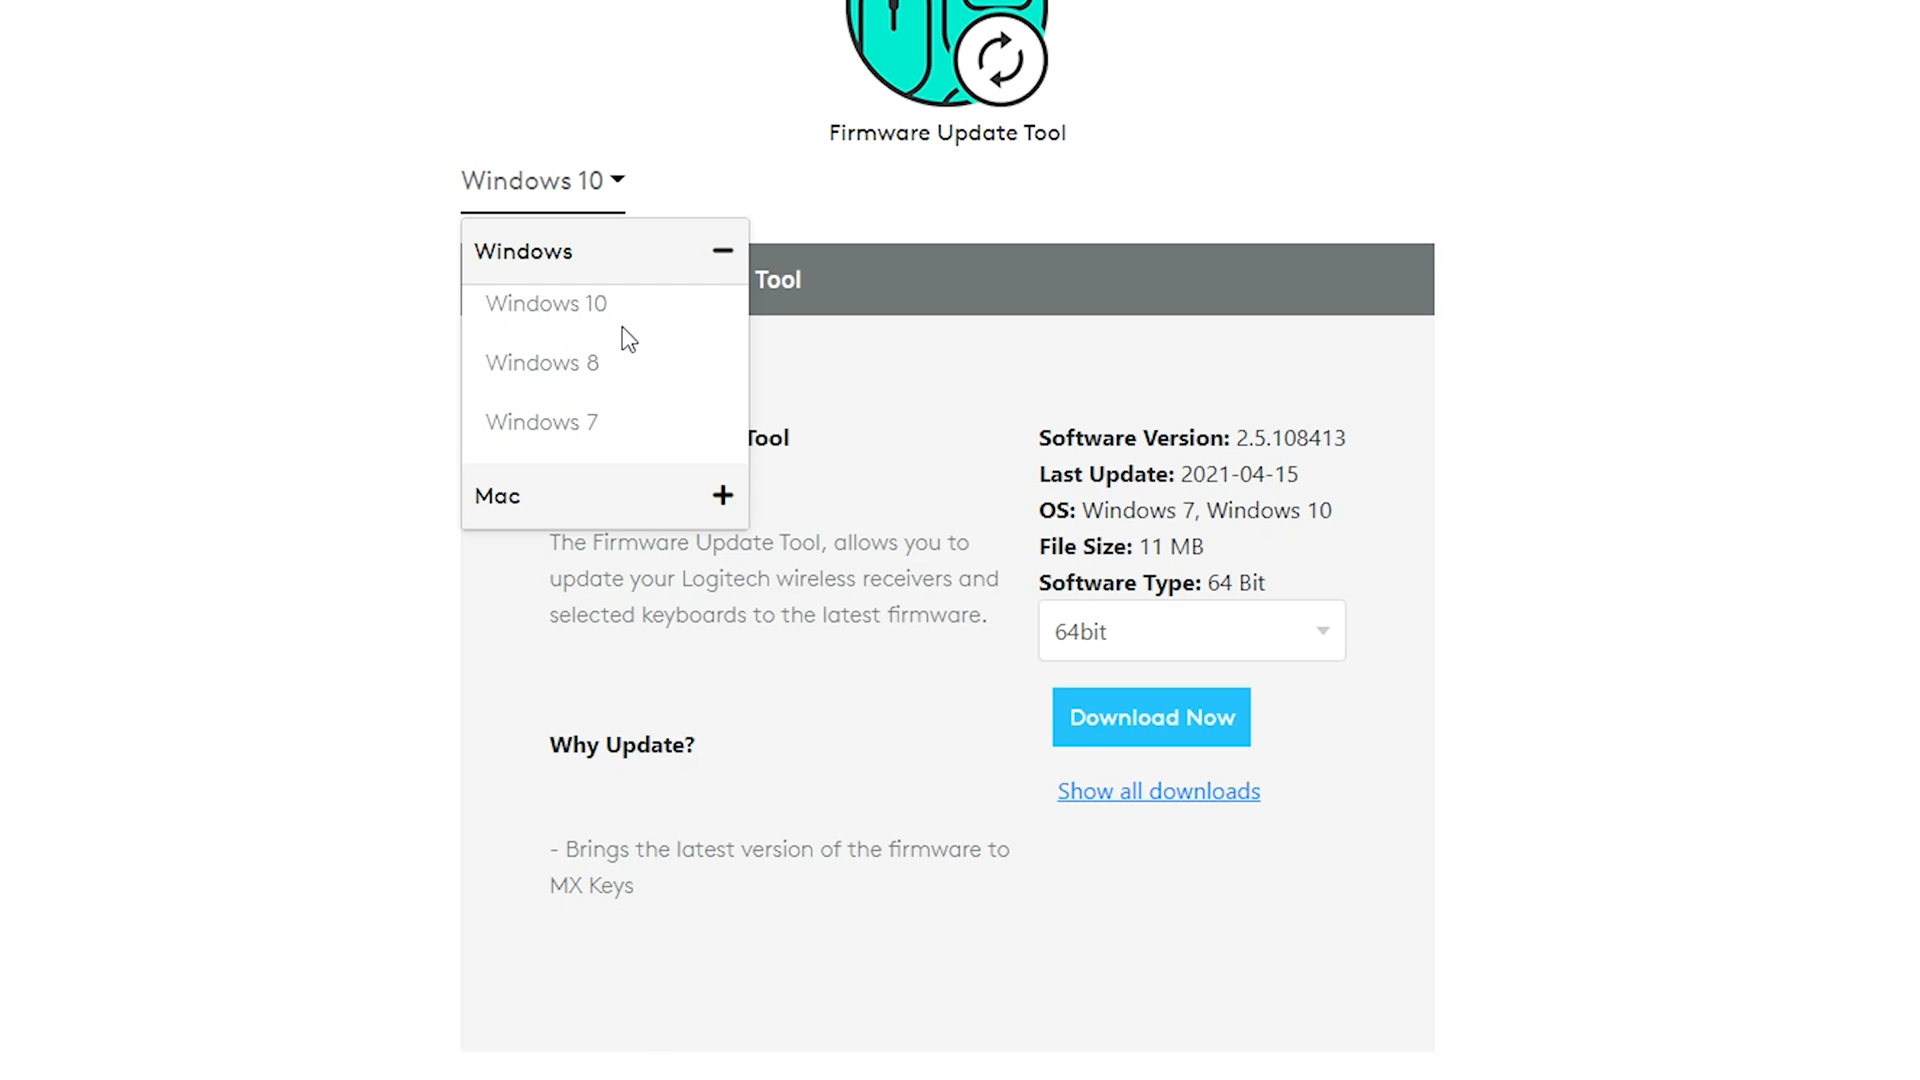 Firmware Update Tool
Windows 10
Windows
Tool
Windows 10
Windows 8
Windows 7
Mac
Tool
The Firmware Update Tool, allows you to
update your Logitech wireless receivers and
selected keyboards to the latest firmware.
Why Update?
- Brings the latest version of the firmware to
MX Keys
Software Version: 2.5.108413
Last Update: 2021-04-15
OS: Windows 7, Windows 10
File Size: 11 MB
Software Type: 64 Bit
64bit
Download Now
Show all downloads